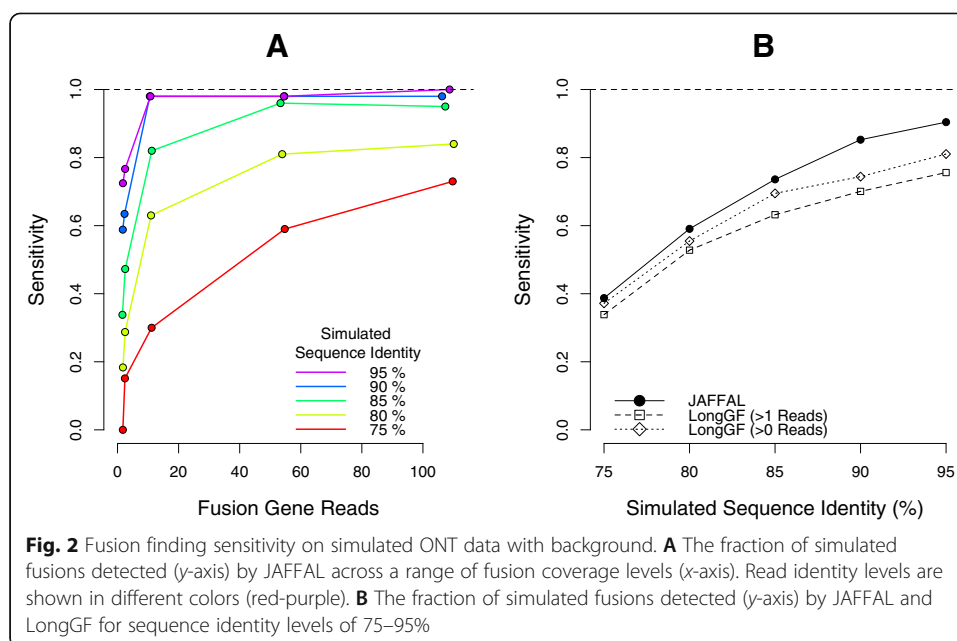 A
B
Sensitivity
1.0
0.8
0.6
0.4
0.2
0.0
0 20 40 60 80 100
Fusion Gene Reads
Simulated
Sequence Identity
95 %
90 %
85 %
80 %
75 %
Sensitivity
1.0
0.8
0.6
0.4
0.2
0.0
JAFFAL
LongGF (>1 Reads)
LongGF (>0 Reads)
75 80 85 90 95
Simulated Sequence Identity (%)
Fig. 2 Fusion finding sensitivity on simulated ONT data with background. A The fraction of simulated
fusions detected (y-axis) by JAFFAL across a range of fusion coverage levels (x-axis). Read identity levels are
shown in different colors (red-purple). B The fraction of simulated fusions detected (y-axis) by JAFFAL and
LongGF for sequence identity levels of 75–95%